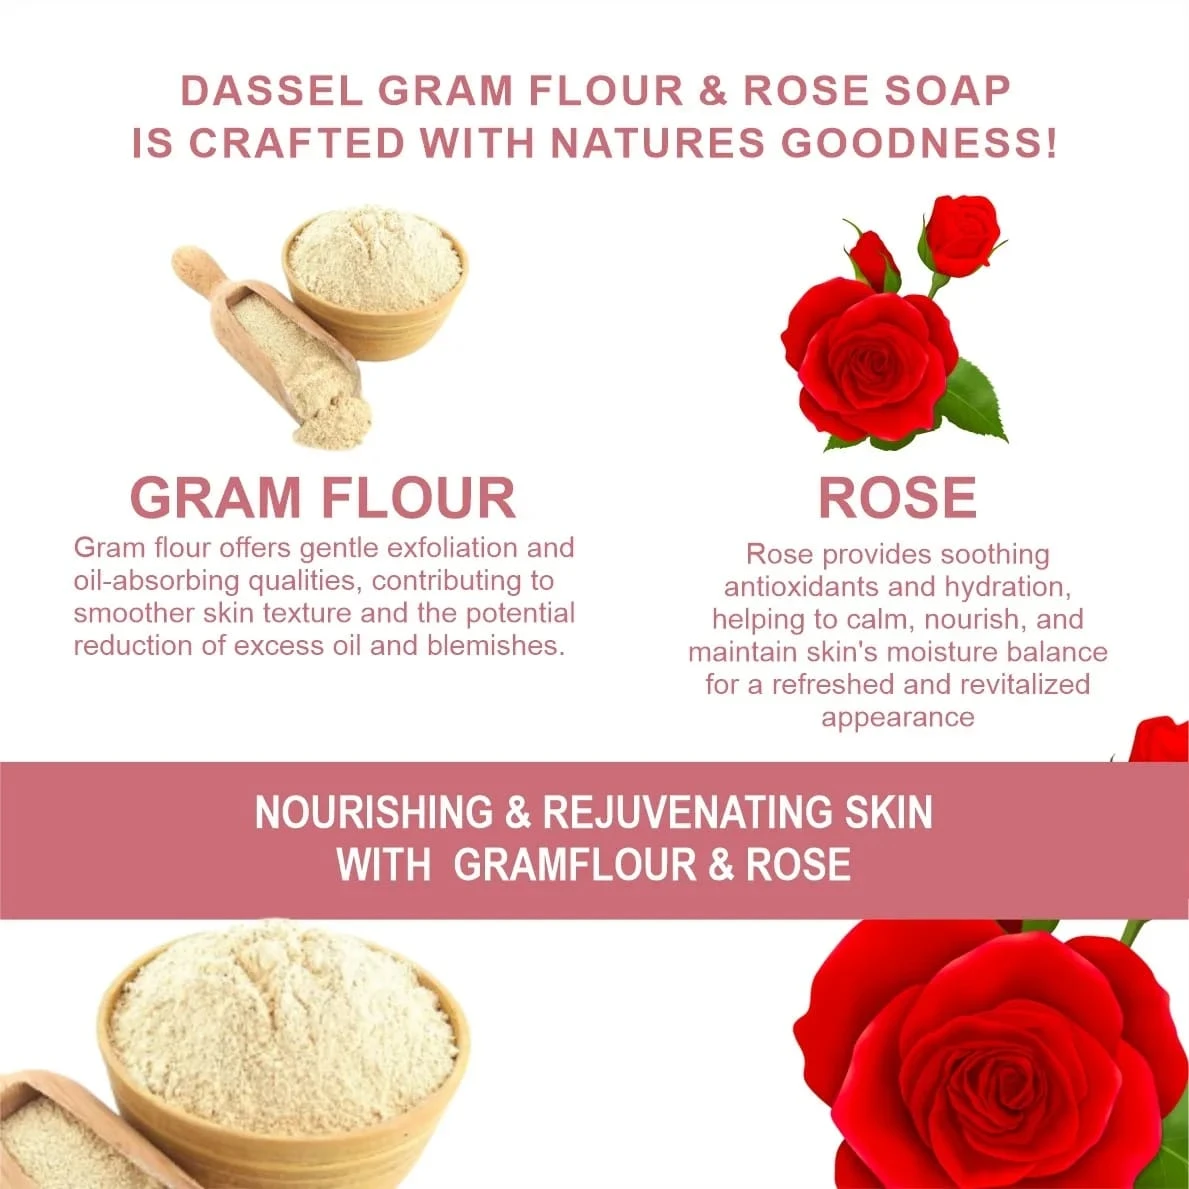 DASSEL GRAM FLOUR & ROSE SOAP
IS CRAFTED WITH NATURES GOODNESS!
GRAM FLOUR
Gram flour offers gentle exfoliation and
oil-absorbing qualities, contributing to
smoother skin texture and the potential
reduction of excess oil and blemishes.
ROSE
Rose provides soothing
antioxidants and hydration,
helping to calm, nourish, and
maintain skin's moisture balance
for a refreshed and revitalized
appearance
NOURISHING & REJUVENATING SKIN
WITH GRAMFLOUR & ROSE